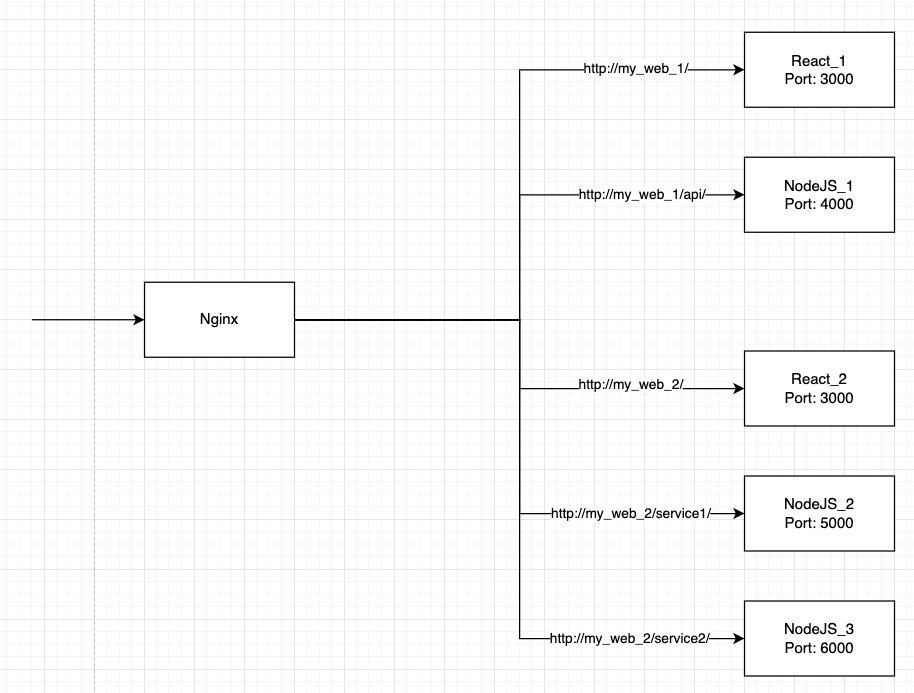 http://my_web_1/
React_1
Port: 3000
http://my_web_1/api/
NodeJS_1
Port: 4000
Nginx
http://my_web_2/
React_2
Port: 3000
http://my_web_2/service1/
NodeJS_2
Port: 5000
http://my_web_2/service2/
NodeJS_3
Port: 6000